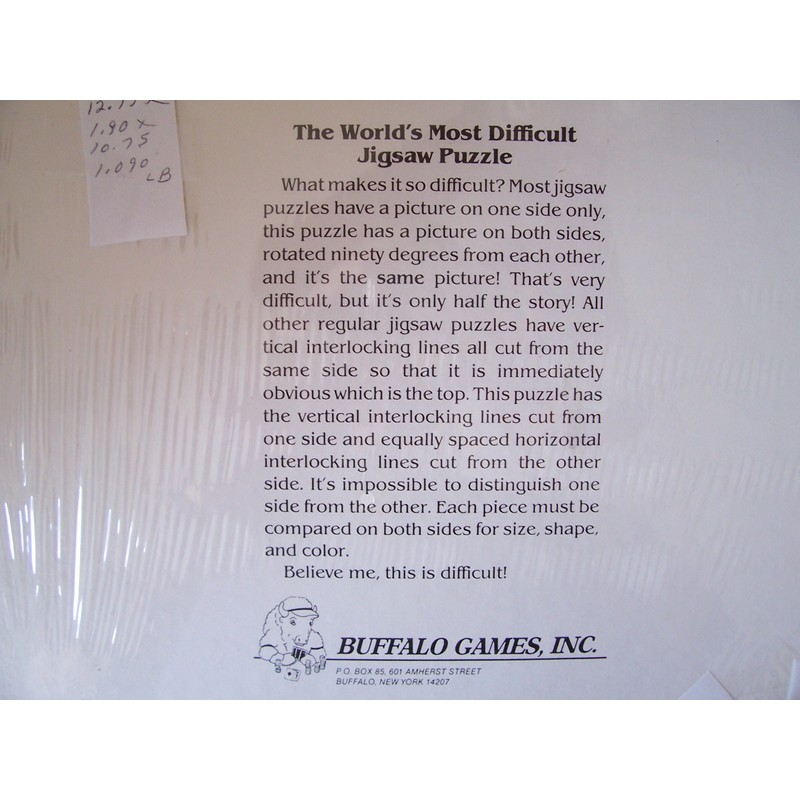 1.90 x
10.75
1.090
LB
The World's Most Difficult
Jigsaw Puzzle
What makes it so difficult? Most jigsaw
puzzles have a picture on one side only,
this puzzle has a picture on both sides,
rotated ninety degrees from each other,
and it's the same picture! That's very
difficult, but it's only half the story! All
other regular jigsaw puzzles have ver-
tical interlocking lines all cut from the
same side so that it is immediately
obvious which is the top. This puzzle has
the vertical interlocking lines cut from
one side and equally spaced horizontal
interlocking lines cut from the other
side. It's impossible to distinguish one
side from the other. Each piece must be
compared on both sides for size, shape,
and color.
Believe me, this is difficult!
BUFFALO GAMES, INC.
P.O. BOX 85, 601 AMHERST STREET
BUFFALO, NEW YORK 14207